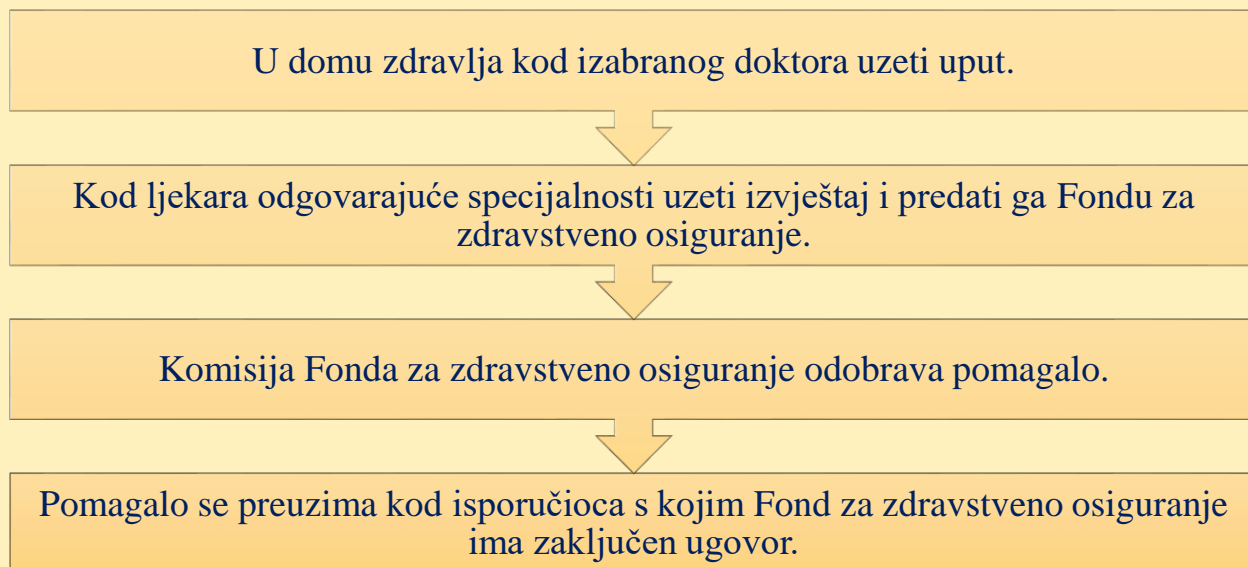 U domu zdravlja kod izabranog doktora uzeti uput.
Kod ljekara odgovarajuće specijalnosti uzeti izvještaj i predati ga Fondu za
zdravstveno osiguranje.
Komisija Fonda za zdravstveno osiguranje odobrava pomagalo.
Pomagalo se preuzima kod isporučioca s kojim Fond za zdravstveno osiguranje
ima zaključen ugovor.